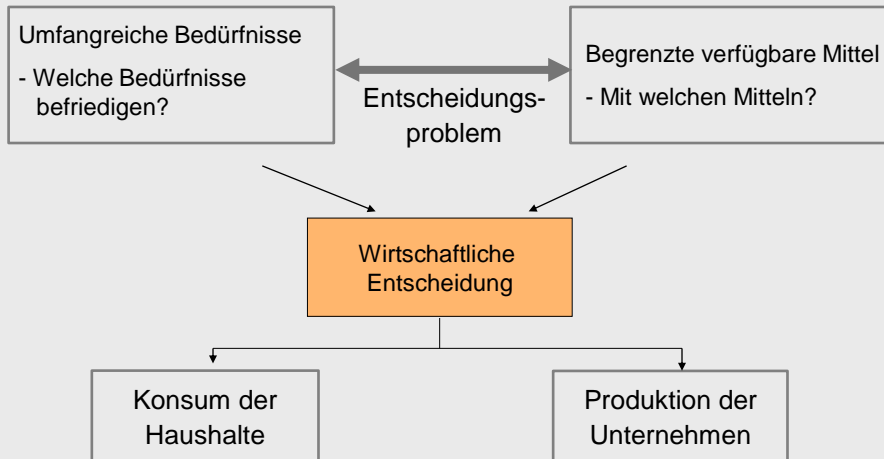 Umfangreiche Bedürfnisse
- Welche Bedürfnisse
befriedigen?
Entscheidungs-
problem
Begrenzte verfügbare Mittel
- Mit welchen Mitteln?
Wirtschaftliche
Entscheidung
Konsum der
Haushalte
Produktion der
Unternehmen